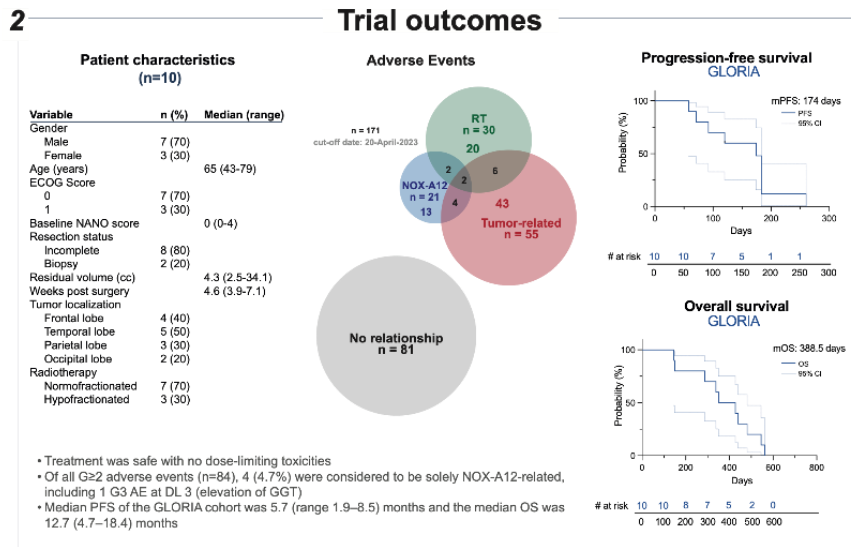 2
Trial outcomes
Patient characteristics
(n=10)
Variable n (%) Median (range)
Gender
Male 7 (70)
Female 3 (30)
Age (years) 65 (43-79)
ECOG Score
0 7 (70)
1 3 (30)
Baseline NANO score 0 (0-4)
Resection status
Incomplete 8 (80)
Biopsy 2 (20)
Residual volume (cc) 4.3 (2.5-34.1)
Weeks post surgery 4.6 (3.9-7.1)
Tumor localization
Frontal lobe 4 (40)
Temporal lobe 5 (50)
Parietal lobe 3 (30)
Occipital lobe 2 (20)
Radiotherapy
Normofractionated 7 (70)
Hypofractionated 3 (30)
Adverse Events
n = 171
cut-off date: 20-April-2023
RT
n = 30
20
2
2
6
NOX-A12
n = 21
13
4
43
Tumor-related
n = 55
No relationship
n = 81
Progression-free survival
GLORIA
mPFS: 174 days
PFS
95% CI
Probability (%)
100
50
0
0 100 200 300
Days
# at risk 10 10 7 5 1 1
0 50 100 150 200 250 300
Overall survival
GLORIA
mOS: 388.5 days
OS
95% CI
Probability (%)
100
50
0
0 200 400 600 800
Days
# at risk 10 10 8 7 5 2 0
0 100 200 300 400 500 600
• Treatment was safe with no dose-limiting toxicities
• Of all G≥2 adverse events (n=84), 4 (4.7%) were considered to be solely NOX-A12-related,
including 1 G3 AE at DL 3 (elevation of GGT)
• Median PFS of the GLORIA cohort was 5.7 (range 1.9–8.5) months and the median OS was
12.7 (4.7–18.4) months